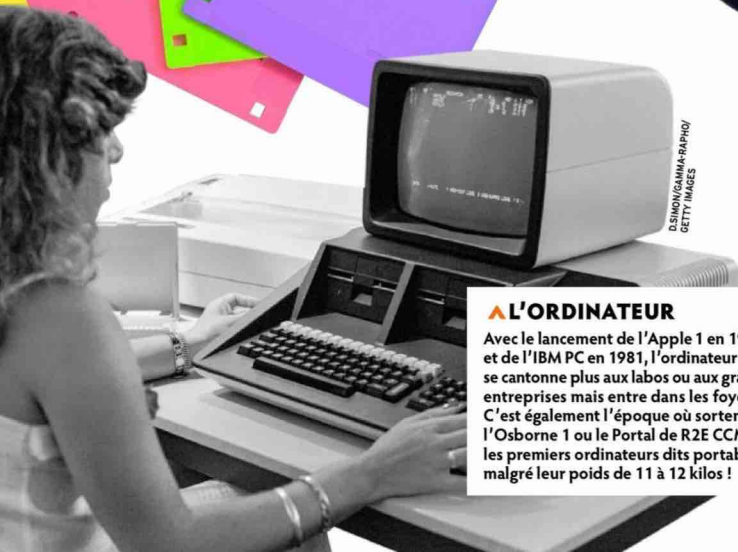 D.SIMON/GAMMA-RAPHO/
GETTY IMAGES
L'ORDINATEUR
Avec le lancement de l'Apple 1 en
et de l'IBM PC en 1981, l'ordinateur
se cantonne plus aux labos ou aux
entreprises mais entre dans les
C'est également l'époque où
l'Osborne 1 ou le Portal de R2E
les premiers ordinateurs dits
malgré leur poids de 11 à 12 kilos !